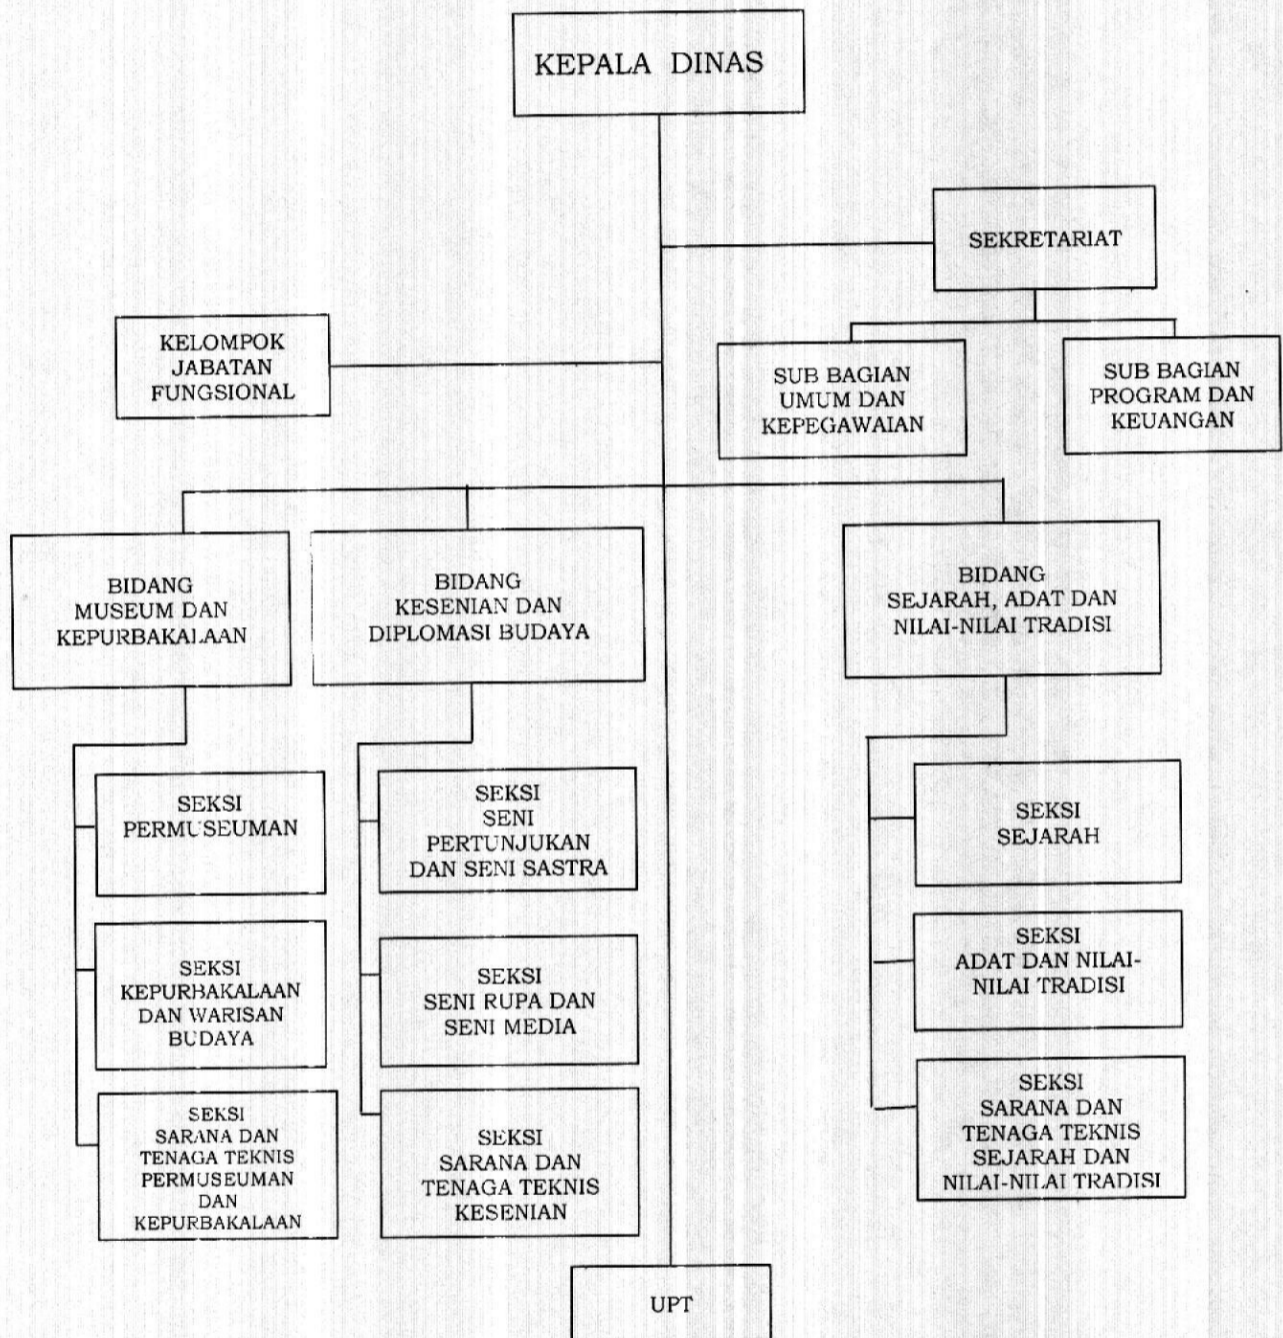 KEPALA DINAS
SEKRETARIAT
KELOMPOK
JABATAN
FUNGSIONAL
SUB BAGIAN
UMUM DAN
KEPEGAWAIAN
SUB BAGIAN
PROGRAM DAN
KEUANGAN
BIDANG
MUSEUM DAN
KEPURBAKALAAN
BIDANG
KESENIAN DAN
DIPLOMASI BUDAYA
BIDANG
SEJARAH, ADAT DAN
NILAI-NILAI TRADISI
SEKSI
PERMUSEUMAN
SEKSI
KEPURBAKALAAN
DAN WARISAN
BUDAYA
SEKSI
SARANA DAN
TENAGA TEKNIS
PERMUSEUMAN
DAN
KEPURBAKALAAN
SEKSI
SENI
PERTUNJUKAN
DAN SENI SASTRA
SEKSI
SENI RUPA DAN
SENI MEDIA
SEKSI
SARANA DAN
TENAGA TEKNIS
KESENIAN
SEKSI
SEJARAH
SEKSI
ADAT DAN NILAI-
NILAI TRADISI
SEKSI
SARANA DAN
TENAGA TEKNIS
SEJARAH DAN
NILAI-NILAI TRADISI
UPT